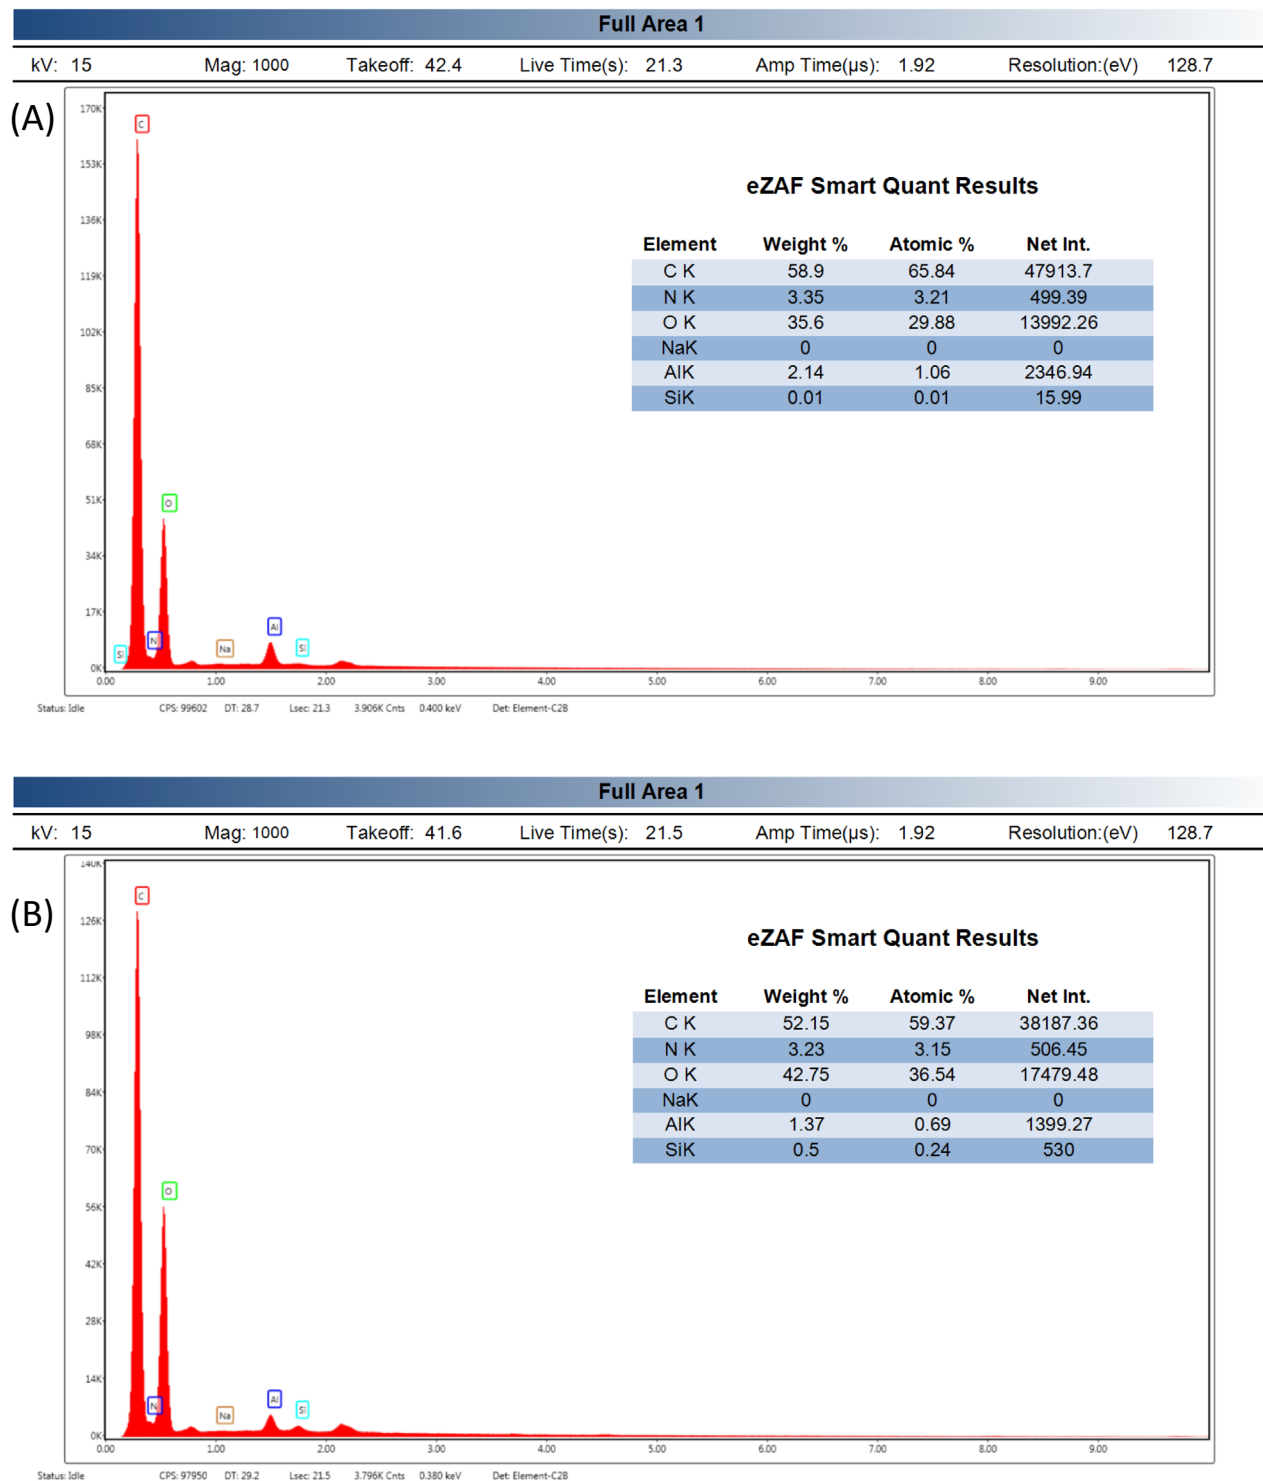 Full Area 1
kV: 15 Mag: 1000 Takeoff: 42.4 Live Time(s): 21.3 Amp Time(µs): 1.92 Resolution:(eV) 128.7
(A)
170K
153K
136K
119K
102K
85K
68K
51K
34K
17K
0K
C
O
Si
N
Na
Al
Si
eZAF Smart Quant Results
Element Weight % Atomic % Net Int.
C K 58.9 65.84 47913.7
N K 3.35 3.21 499.39
O K 35.6 29.88 13992.26
NaK 0 0 0
AlK 2.14 1.06 2346.94
SiK 0.01 0.01 15.99
0.00 1.00 2.00 3.00 4.00 5.00 6.00 7.00 8.00 9.00
Status: Idle CPS: 99602 DT: 28.7 Lsec: 21.3 3.906K Cnts 0.400 keV Det: Element-C2B
Full Area 1
kV: 15 Mag: 1000 Takeoff: 41.6 Live Time(s): 21.5 Amp Time(µs): 1.92 Resolution:(eV) 128.7
(B)
140K
126K
112K
98K
84K
70K
56K
42K
28K
14K
0K
C
O
N
Na
Al
Si
eZAF Smart Quant Results
Element Weight % Atomic % Net Int.
C K 52.15 59.37 38187.36
N K 3.23 3.15 506.45
O K 42.75 36.54 17479.48
NaK 0 0 0
AlK 1.37 0.69 1399.27
SiK 0.5 0.24 530
0.00 1.00 2.00 3.00 4.00 5.00 6.00 7.00 8.00 9.00
Status: Idle CPS: 97950 DT: 29.2 Lsec: 21.5 3.796K Cnts 0.380 keV Det: Element-C2B